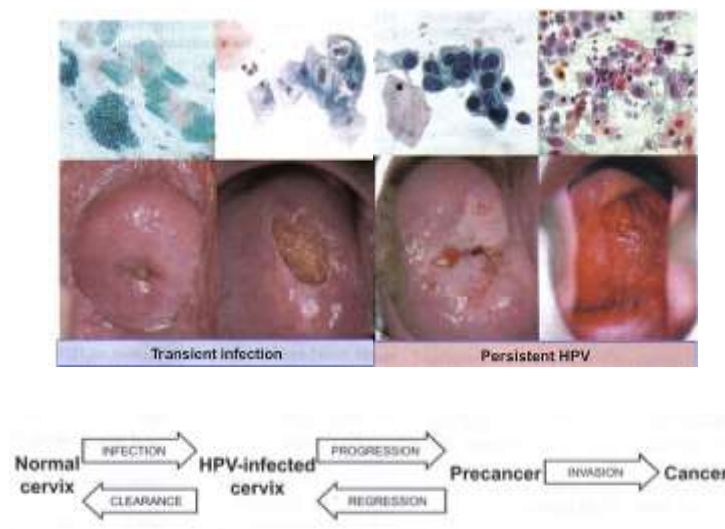 Transient infection
Persistent HPV
INFECTION
PROGRESSION
Normal cervix
HPV-infected cervix
Precancer
INVASION
Cancer
CLEARANCE
REGRESSION